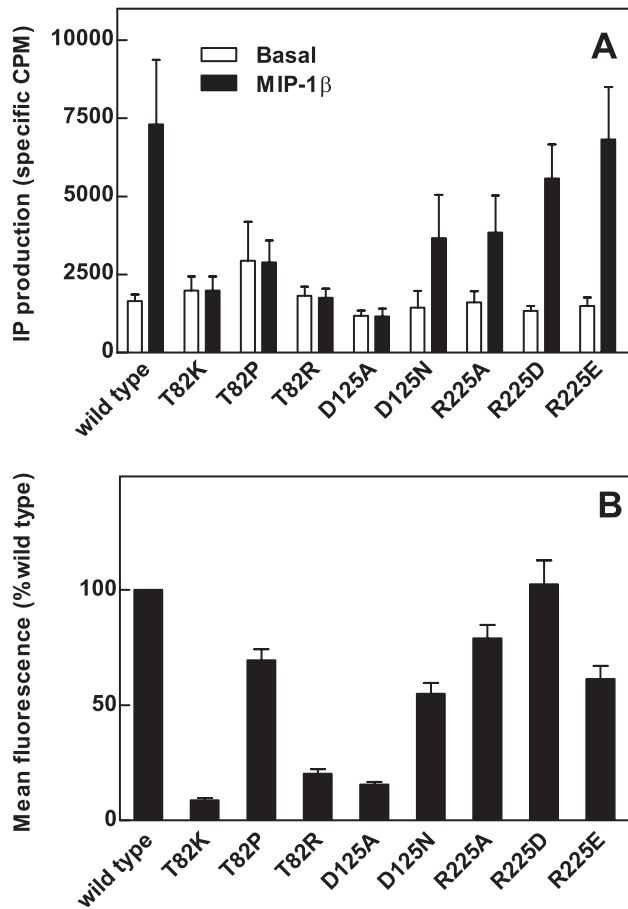 A
Basal
MIP-1β
IP production (specific CPM)
10000
7500
5000
2500
0
wild type
T82K
T82P
T82R
D125A
D125N
R225A
R225D
R225E
B
Mean fluorescence (% wild type)
100
50
0
wild type
T82K
T82P
T82R
D125A
D125N
R225A
R225D
R225E